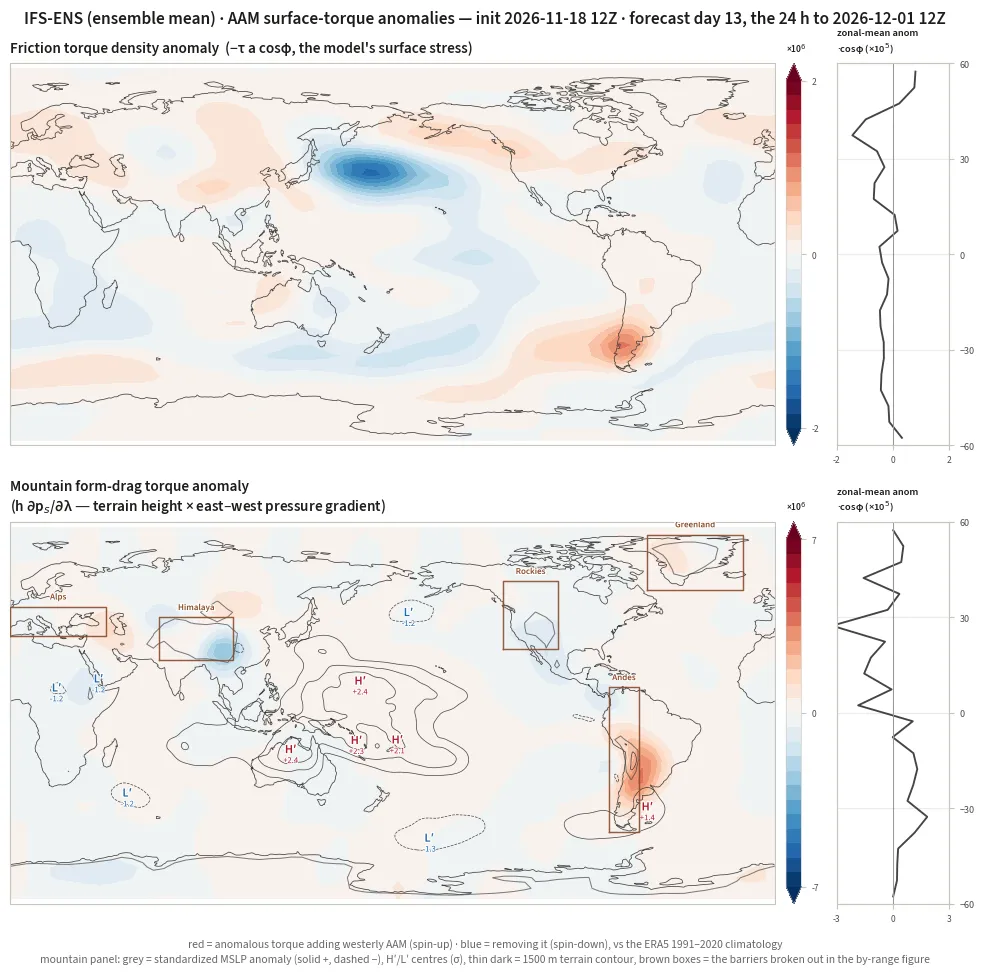 IFS-ENS (ensemble mean) · AAM surface-torque anomalies — init 2026-11-18 12Z · forecast day 13, the 24 h to 2026-12-01 12Z
Friction torque density anomaly (−τ a cosφ, the model's surface stress)
×10⁶
2
0
-2
zonal-mean anom
·cosφ (×10⁵)
60
30
0
−30
−60
-2
0
2
Mountain form-drag torque anomaly
(h ∂pₛ/∂λ — terrain height × east–west pressure gradient)
×10⁶
7
0
-7
zonal-mean anom
·cosφ (×10⁵)
60
30
0
−30
−60
-3
0
3
Greenland
Rockies
Alps
Himalaya
Andes
L'
-1.2
L'
-1.2
L'
-1.2
H'
+2.4
H'
+2.3
H'
+2.1
H'
+2.4
L'
-1.2
H'
+1.4
L'
-1.3
red = anomalous torque adding westerly AAM (spin-up) · blue = removing it (spin-down), vs the ERA5 1991–2020 climatology
mountain panel: grey = standardized MSLP anomaly (solid +, dashed −), H'/L' centres (σ), thin dark = 1500 m terrain contour, brown boxes = the barriers broken out in the by-range figure